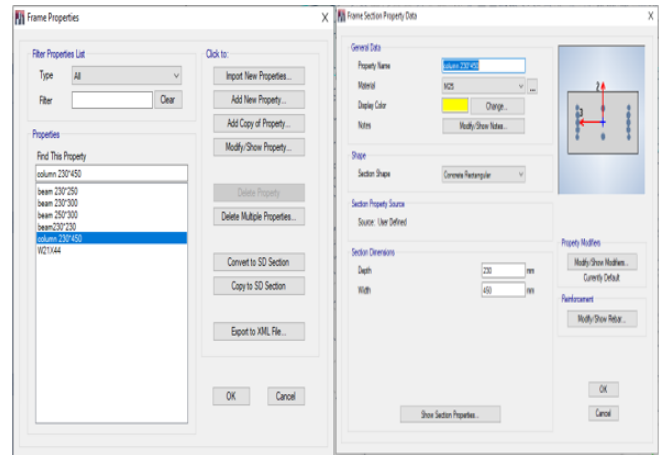 Frame Properties
X
Filter Properties List
Type
All
Filter
Clear
Properties
Find This Property
column 230*450
beam 230*250
beam 230*300
beam 250*300
beam230*230
column 230*450
W21X44
Click to:
Import New Properties...
Add New Property...
Add Copy of Property...
Modify/Show Property...
Delete Property
Delete Multiple Properties...
Convert to SD Section
Copy to SD Section
Export to XML File...
OK
Cancel
Frame Section Property Data
X
General Data
Property Name
column 230*450
Material
M25
...
Display Color
Change...
Notes
Modify/Show Notes...
Shape
Section Shape
Concrete Rectangular
Section Property Source
Source: User Defined
Section Dimensions
Depth
230
mm
Width
450
mm
Show Section Properties...
2
3
Property Modifiers
Modify/Show Modifiers...
Currently Default
Reinforcement
Modify/Show Rebar...
OK
Cancel